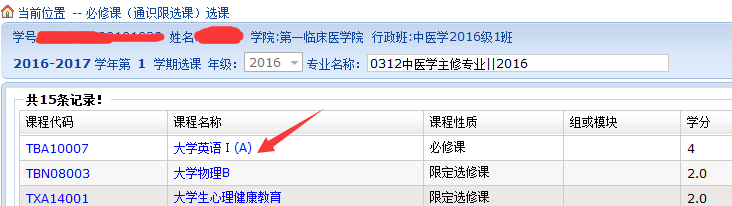 当前位置 -- 必修课（通识限选课）选课
学号 姓名 学院:第一临床医学院 行政班:中医学2016级1班
2016-2017 学年第 1 学期选课 年级: 2016 专业名称: 0312中医学主修专业||2016
共15条记录!
课程代码 课程名称 课程性质 组或模块 学分
TBA10007 大学英语Ⅰ(A) 必修课 4
TBN08003 大学物理B 限定选修课 2.0
TXA14001 大学生心理健康教育 限定选修课 2.0